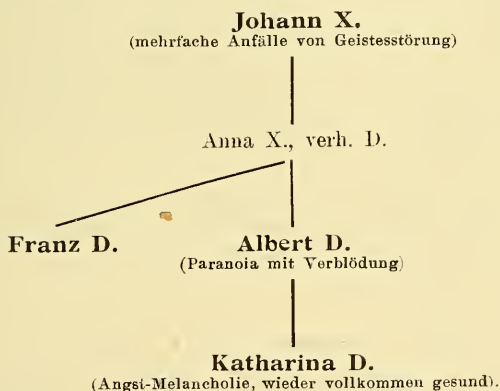 Johann X.
(mehrfache Anfälle von Geistesstörung)
Anna X., verh. D.
Franz D. Albert D.
(Paranoia mit Verblödung)
Katharina D.
(Angst-Melancholie, wieder vollkommen gesund).